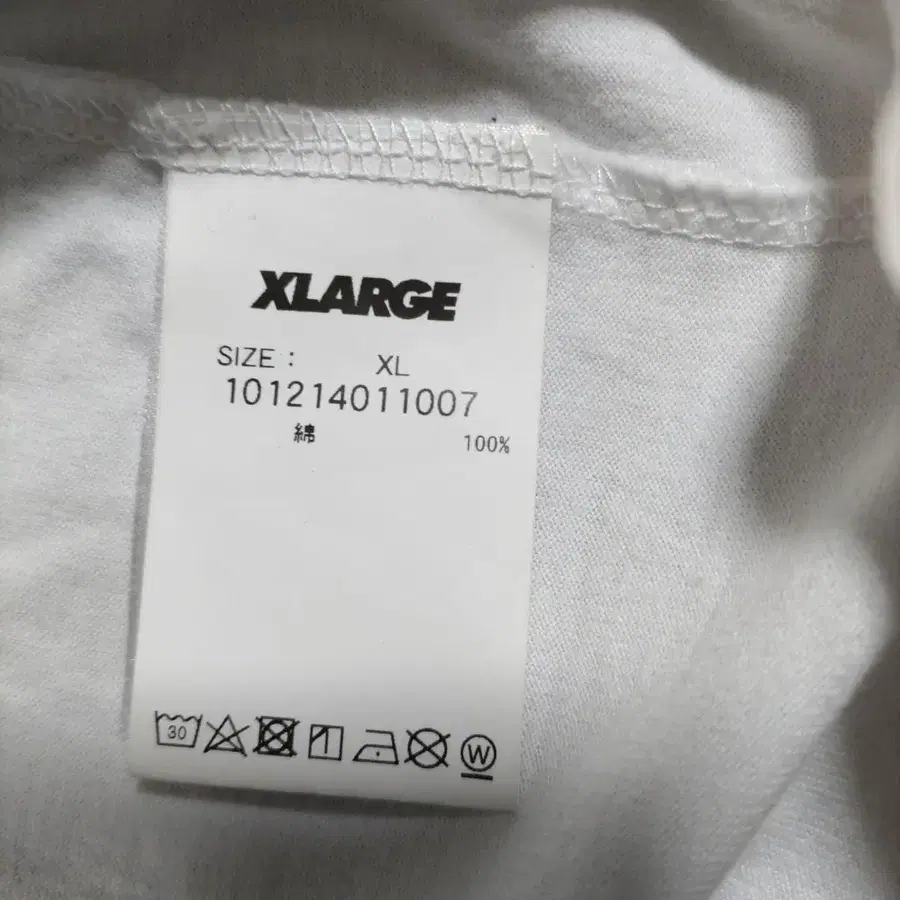 XLARGE
SIZE : XL
101214011007
綿 100%
30 W